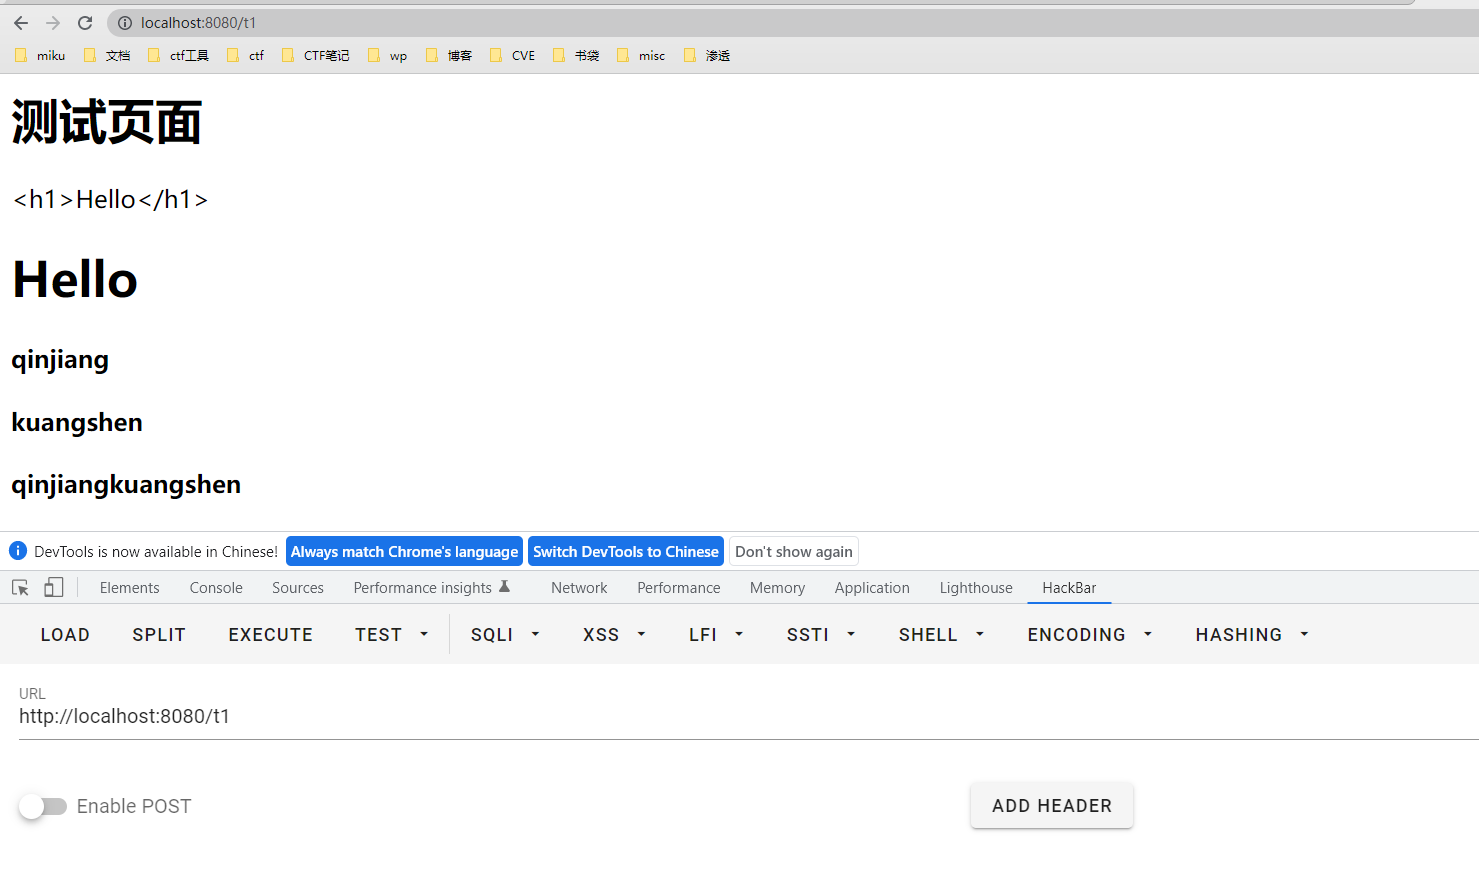 localhost:8080/t1
miku 文档 ctf工具 ctf CTF笔记 wp 博客 CVE 书袋 misc 渗透
测试页面
<h1>Hello</h1>
Hello
qinjiang
kuangshen
qinjiangkuangshen
DevTools is now available in Chinese! Always match Chrome's language Switch DevTools to Chinese Don't show again
Elements Console Sources Performance insights Network Performance Memory Application Lighthouse HackBar
LOAD SPLIT EXECUTE TEST SQLI XSS LFI SSTI SHELL ENCODING HASHING
URL
http://localhost:8080/t1
Enable POST ADD HEADER